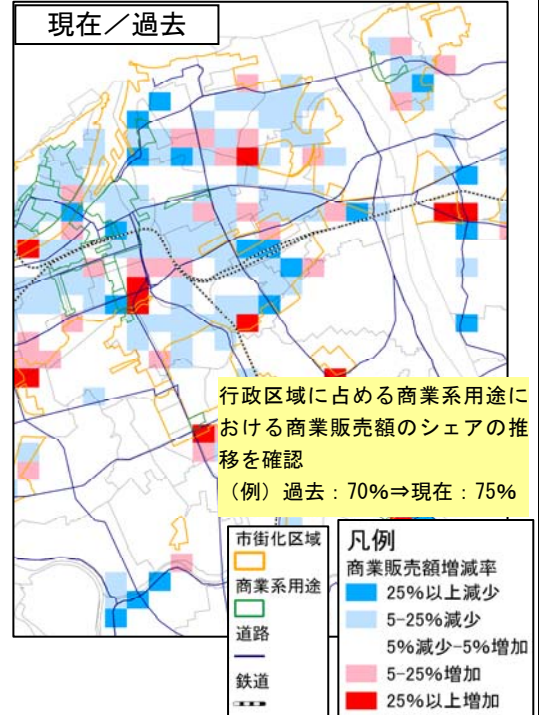 現在／過去
行政区域に占める商業系用途に
おける商業販売額のシェアの推
移を確認
（例）過去：70%⇒現在：75%
市街化区域
商業系用途
道路
鉄道
凡例
商業販売額増減率
25%以上減少
5-25%減少
5%減少-5%増加
5-25%増加
25%以上増加